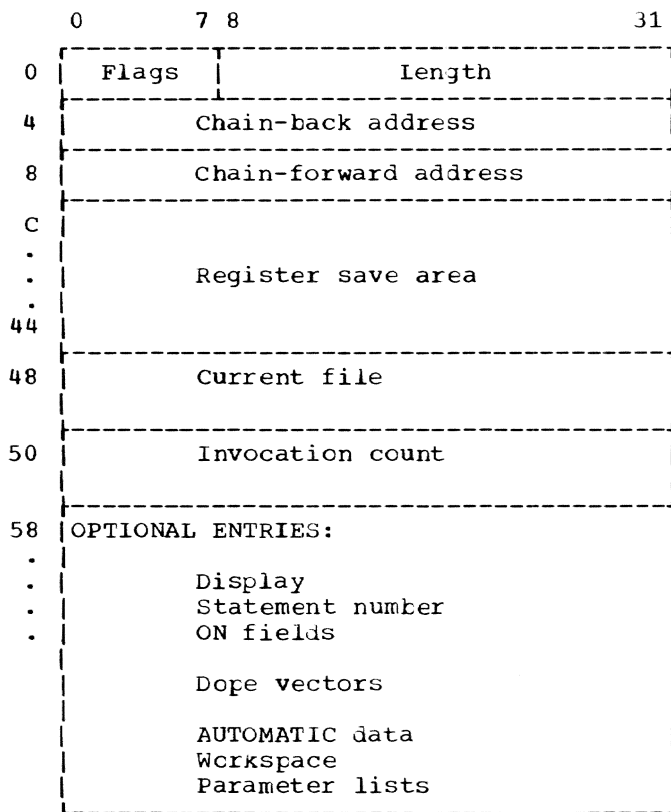 0 7 8 31
0 Flags Length
4 Chain-back address
8 Chain-forward address
C
.
. Register save area
.
44
48 Current file
50 Invocation count
58 OPTIONAL ENTRIES:
.
. Display
. Statement number
. ON fields
Dope vectors
AUTOMATIC data
Workspace
Parameter lists